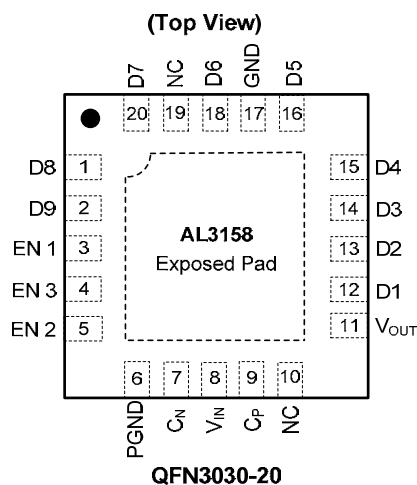 (Top View)
D7 NC D6 GND D5
20 19 18 17 16
D8 1
D9 2
EN 1 3
EN 3 4
EN 2 5
15 D4
14 D3
13 D2
12 D1
11 VOUT
AL3158
Exposed Pad
6 7 8 9 10
PGND CN VIN CP NC
QFN3030-20